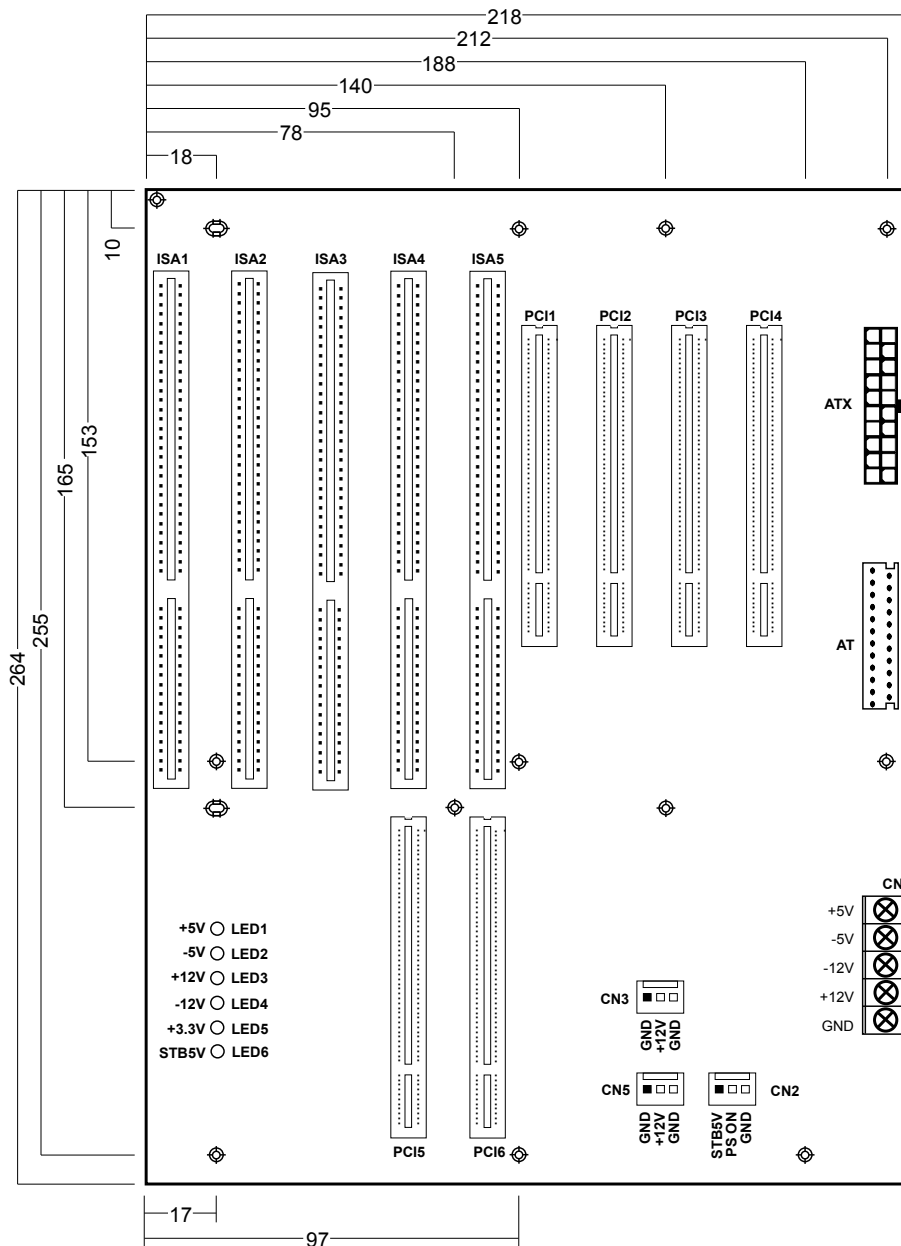 218
212
188
140
95
78
18
10
153
165
255
264
ISA1 ISA2 ISA3 ISA4 ISA5
PCI1 PCI2 PCI3 PCI4
ATX
AT
CN
+5V
-5V
-12V
+12V
GND
+5V LED1
-5V LED2
+12V LED3
-12V LED4
+3.3V LED5
STB5V LED6
CN3
GND
+12V
GND
CN5
GND
+12V
GND
CN2
STB5V
PS ON
GND
PCI5 PCI6
17
97